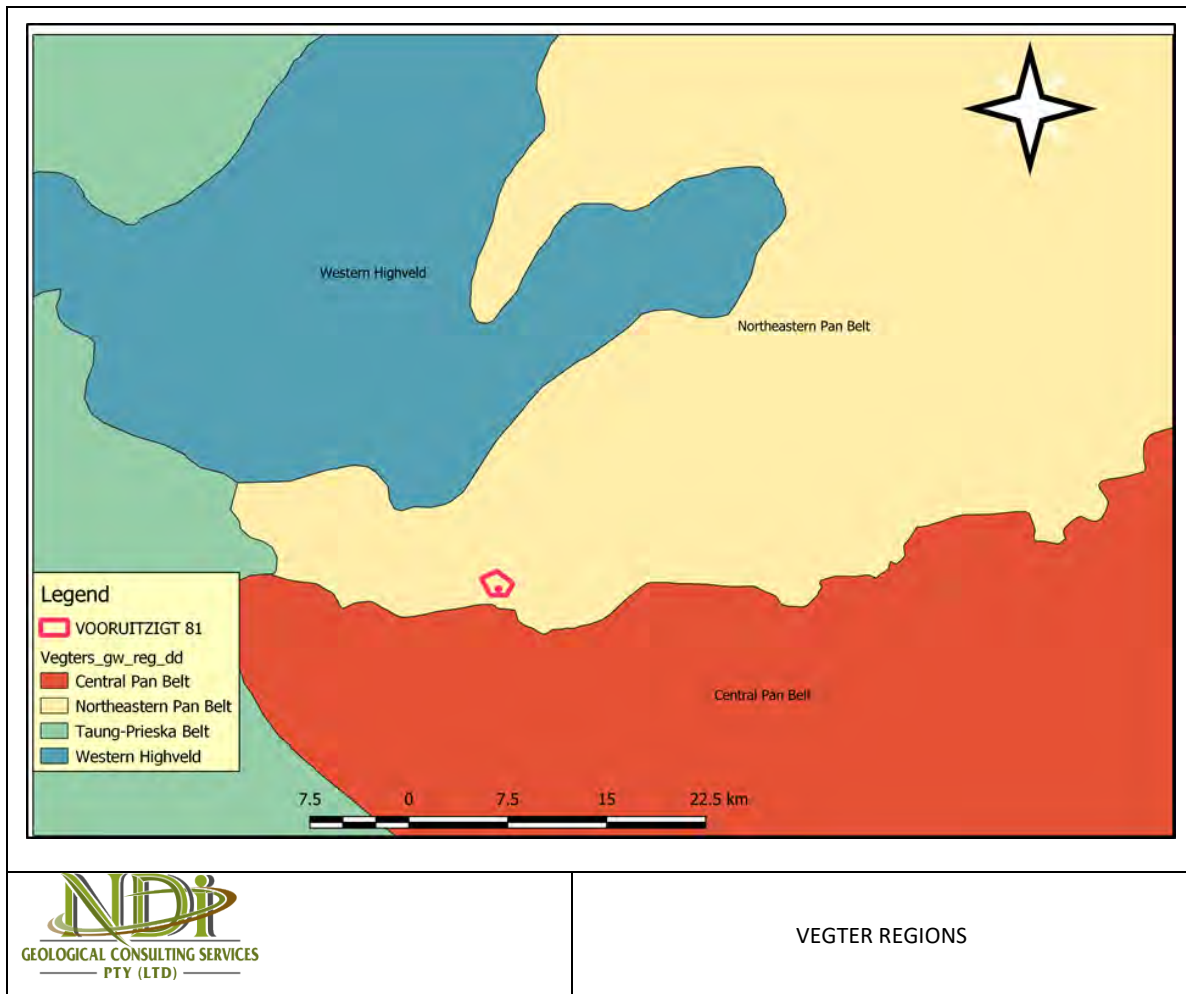 Western Highveld
Northeastern Pan Belt
Central Pan Belt
Legend
VOORUITZIGT 81
Vegters_gw_reg_dd
Central Pan Belt
Northeastern Pan Belt
Taung-Prieska Belt
Western Highveld
7.5 0 7.5 15 22.5 km
NDi
GEOLOGICAL CONSULTING SERVICES
PTY (LTD)
VEGTER REGIONS